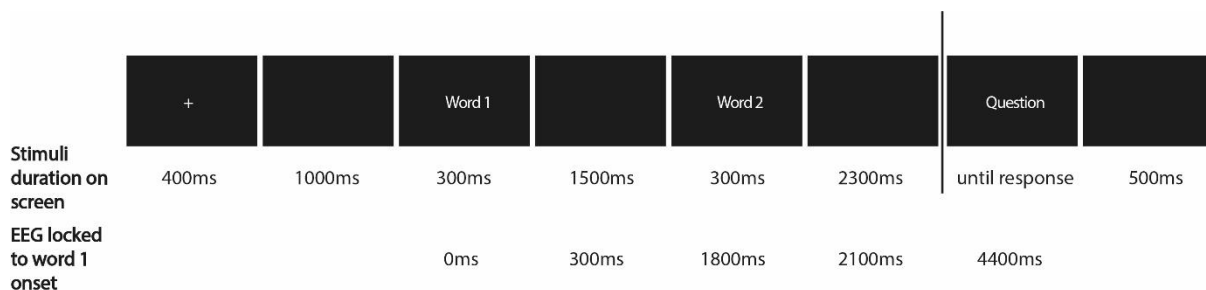 + Word 1 Word 2 Question
Stimuli
duration on 400ms 1000ms 300ms 1500ms 300ms 2300ms until response 500ms
screen
EEG locked
to word 1 0ms 300ms 1800ms 2100ms 4400ms
onset